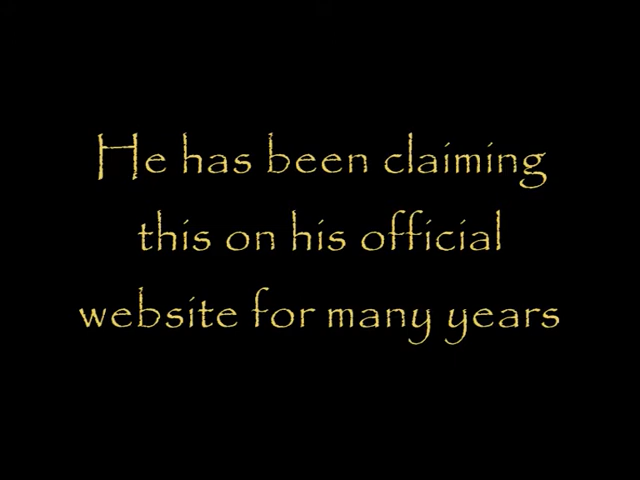 He has been claiming
this on his official
website for many years